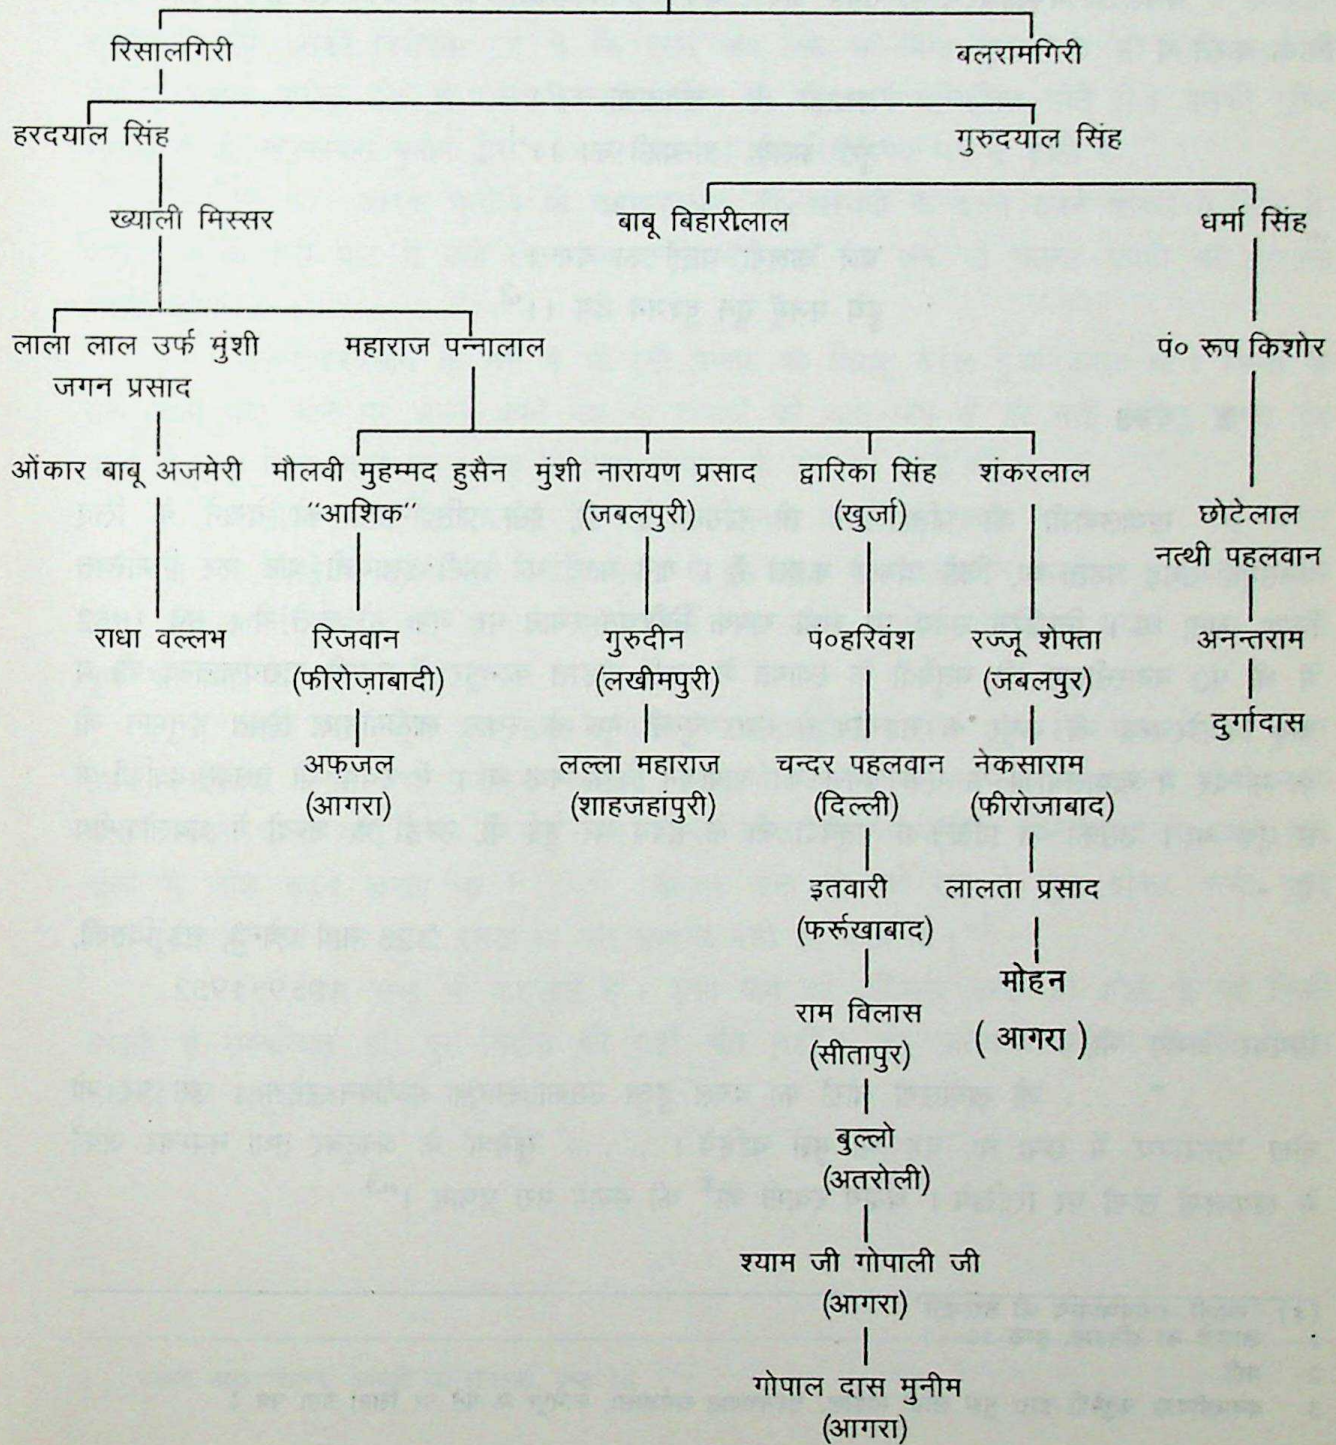 रिसालगिरी बलरामगिरी
हरदयाल सिंह गुरुदयाल सिंह
ख्याली मिस्सर बाबू बिहारीलाल धर्मा सिंह
लाला लाल उर्फ मुंशी महाराज पन्नालाल पं० रूप किशोर
जगन प्रसाद
ओंकार बाबू अजमेरी मौलवी मुहम्मद हुसैन मुंशी नारायण प्रसाद द्वारिका सिंह शंकरलाल
"आशिक" (जबलपुरी) (खुर्जा) छोटेलाल
नत्थी पहलवान
राधा वल्लभ रिजवान गुरुदीन पं०हरिवंश रज्जू शेफ्ता अनन्तराम
(फीरोज़ाबादी) (लखीमपुरी) (जबलपुर)
दुर्गादास
अफजल लल्ला महाराज चन्दर पहलवान नेकसाराम
(आगरा) (शाहजहांपुरी) (दिल्ली) (फीरोजाबाद)
इतवारी लालता प्रसाद
(फर्रूखाबाद)
मोहन
राम विलास
(सीतापुर) (आगरा)
बुल्लो
(अतरोली)
श्याम जी गोपाली जी
(आगरा)
गोपाल दास मुनीम
(आगरा)